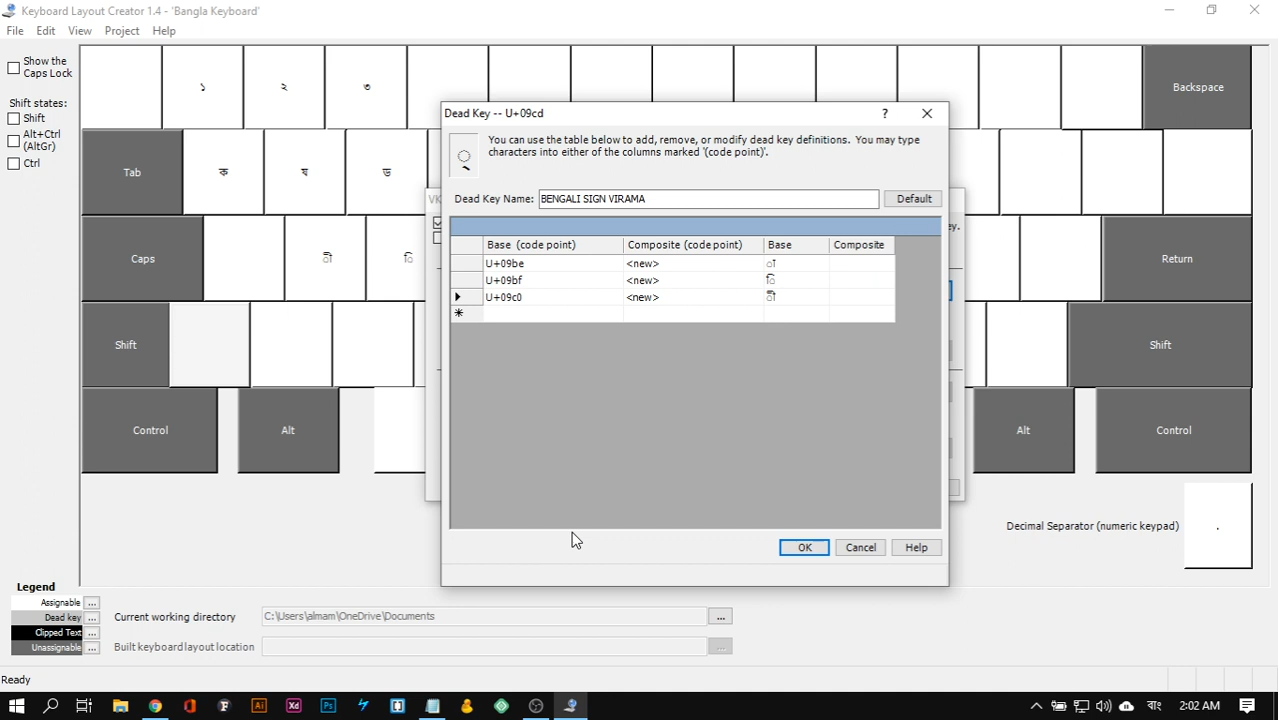 Keyboard Layout Creator 1.4 - 'Bangla Keyboard'
File Edit View Project Help
Show the Caps Lock
Shift states:
Shift
Alt+Ctrl (AltGr)
Ctrl
১ ২ ৩
Backspace
Tab ক য ড
Caps ী ি
Return
Shift
Shift
Control Alt
Alt Control
Dead Key -- U+09cd
You can use the table below to add, remove, or modify dead key definitions. You may type
characters into either of the columns marked '(code point)'.
্
Dead Key Name: BENGALI SIGN VIRAMA Default
Base (code point) Composite (code point) Base Composite
U+09be <new> া
U+09bf <new> ি
U+09c0 <new> ী
OK Cancel Help
VK
ey.
Decimal Separator (numeric keypad) .
Legend
Assignable ...
Dead key ...
Clipped Text ...
Unassignable ...
Current working directory C:\Users\almam\OneDrive\Documents ...
Built keyboard layout location ...
Ready
বাং 2:02 AM